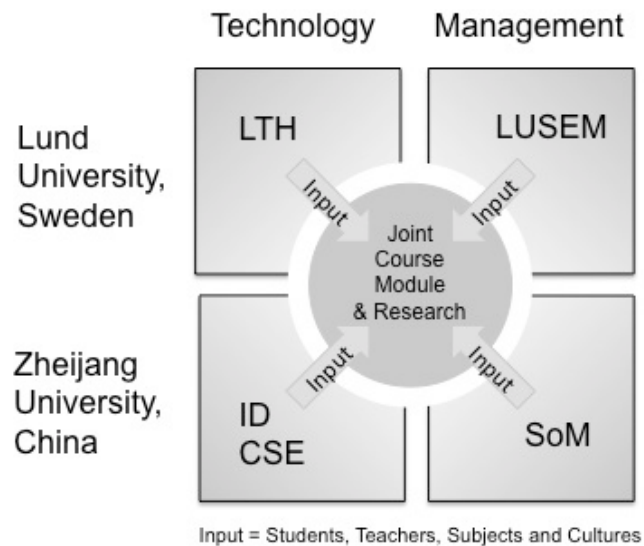 Technology Management
Lund
University,
Sweden
LTH
LUSEM
Input
Input
Joint
Course
Module
& Research
Zheijang
University,
China
Input
Input
ID
CSE
SoM
Input = Students, Teachers, Subjects and Cultures